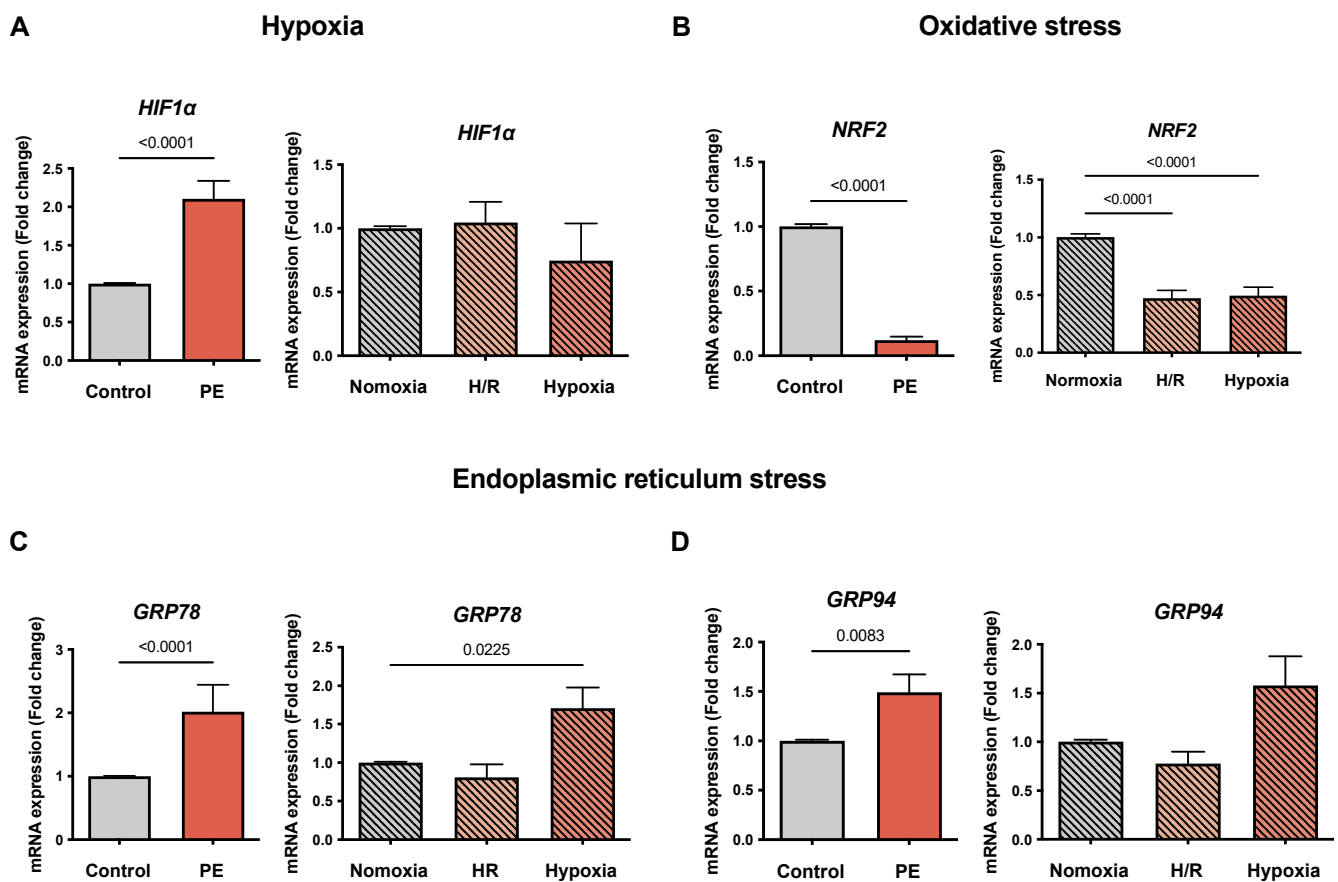 A
Hypoxia
HIF1α
<0.0001
mRNA expression (Fold change)
2.5
2.0
1.5
1.0
0.5
0.0
Control PE
HIF1α
mRNA expression (Fold change)
1.5
1.0
0.5
0.0
Nomoxia H/R Hypoxia
B
Oxidative stress
NRF2
<0.0001
mRNA expression (Fold change)
1.5
1.0
0.5
0.0
Control PE
NRF2
<0.0001
<0.0001
mRNA expression (Fold change)
1.5
1.0
0.5
0.0
Normoxia H/R Hypoxia
Endoplasmic reticulum stress
C
GRP78
<0.0001
mRNA expression (Fold change)
3
2
1
0
Control PE
GRP78
0.0225
mRNA expression (Fold change)
2.5
2.0
1.5
1.0
0.5
0.0
Nomoxia HR Hypoxia
D
GRP94
0.0083
mRNA expression (Fold change)
2.0
1.5
1.0
0.5
0.0
Control PE
GRP94
mRNA expression (Fold change)
2.0
1.5
1.0
0.5
0.0
Nomoxia H/R Hypoxia